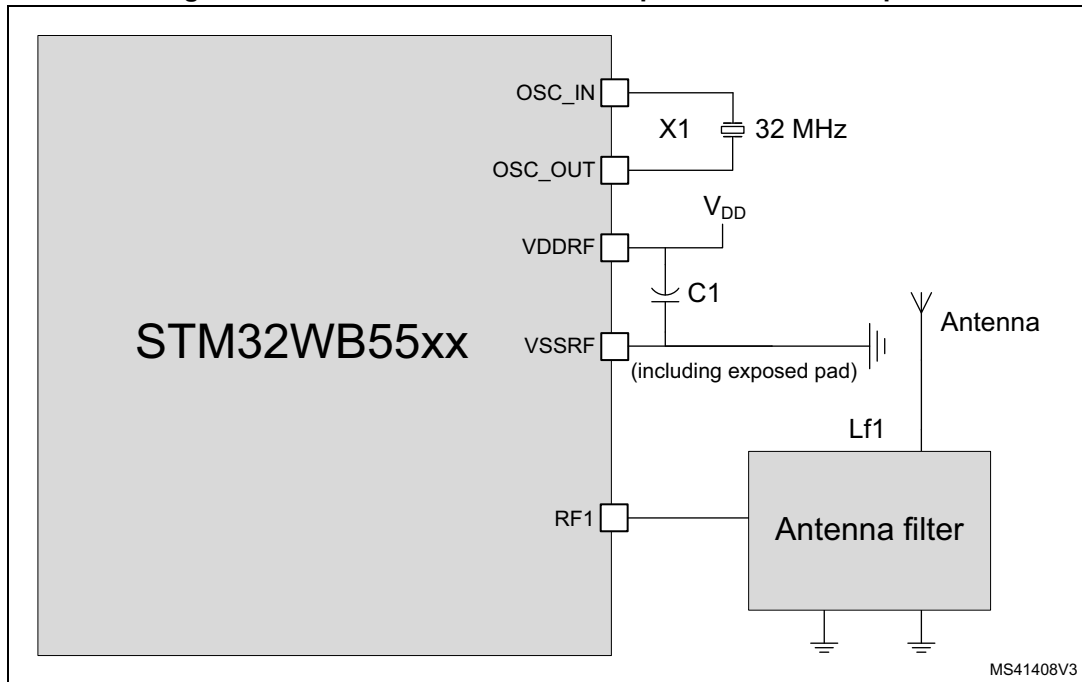 OSC_IN
X1
32 MHz
OSC_OUT
VDD
VDDRF
C1
STM32WB55xx
VSSRF
(including exposed pad)
Antenna
Lf1
RF1
Antenna filter
MS41408V3